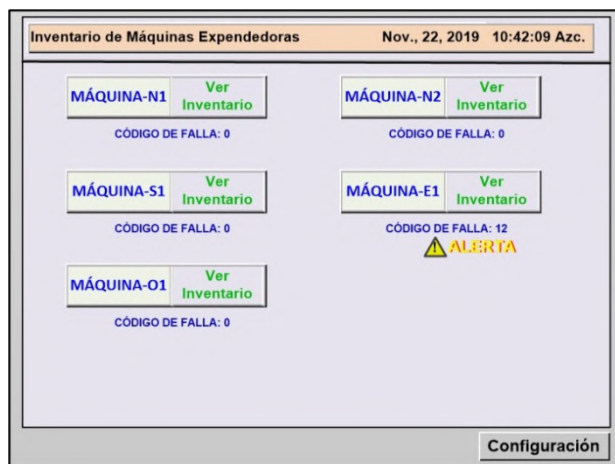 Inventario de Máquinas Expendedoras Nov., 22, 2019 10:42:09 Azc.
MÁQUINA-N1 Ver Inventario
CÓDIGO DE FALLA: 0
MÁQUINA-N2 Ver Inventario
CÓDIGO DE FALLA: 0
MÁQUINA-S1 Ver Inventario
CÓDIGO DE FALLA: 0
MÁQUINA-E1 Ver Inventario
CÓDIGO DE FALLA: 12
ALERTA
MÁQUINA-O1 Ver Inventario
CÓDIGO DE FALLA: 0
Configuración